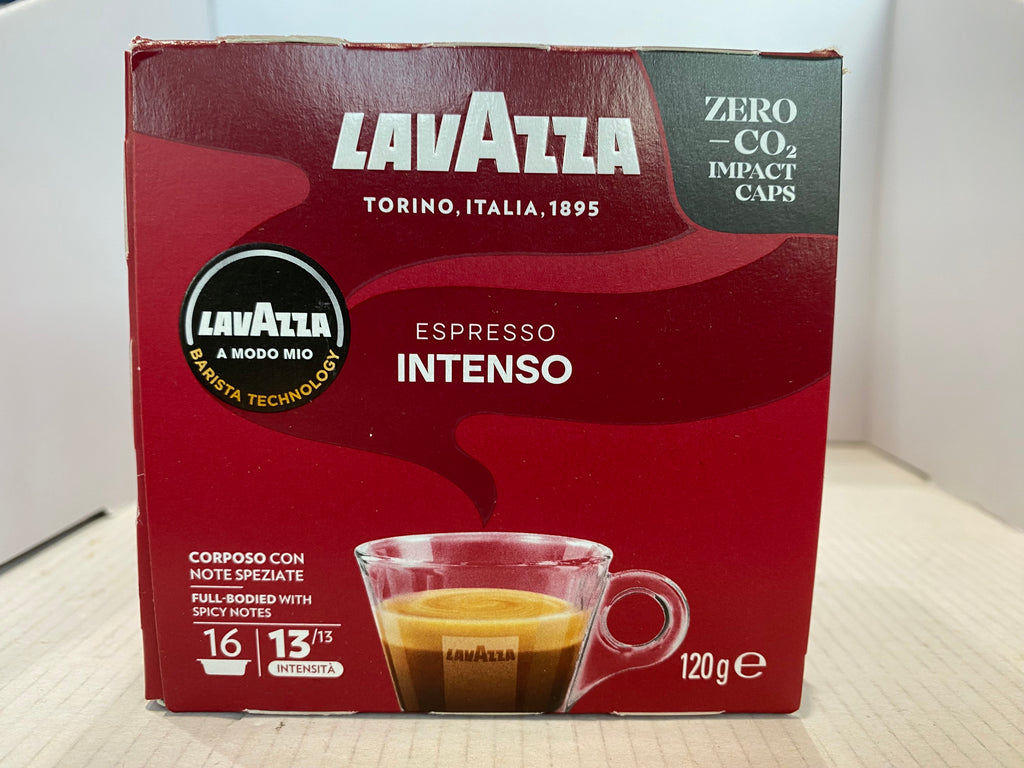 LAVAZZA
TORINO, ITALIA, 1895
ZERO
–CO₂
IMPACT
CAPS
LAVAZZA
A MODO MIO
BARISTA TECHNOLOGY
ESPRESSO
INTENSO
CORPOSO CON
NOTE SPEZIATE
FULL-BODIED WITH
SPICY NOTES
16
13/13
INTENSITÀ
LAVAZZA
120 g ℮